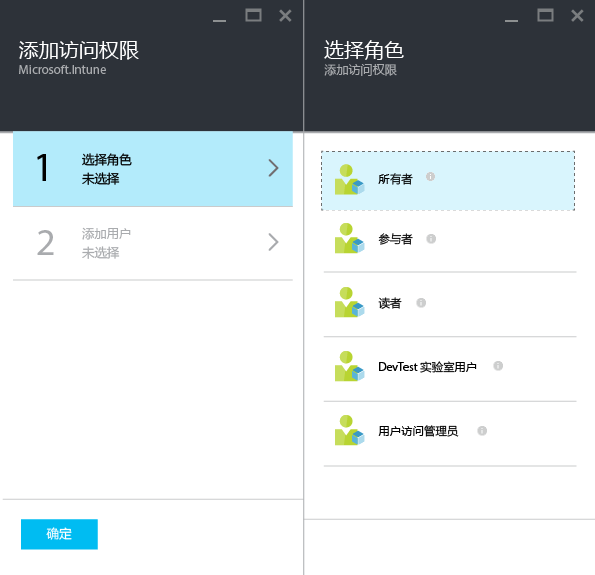 添加访问权限
Microsoft.Intune
1
选择角色
未选择
2
添加用户
未选择
确定
选择角色
添加访问权限
所有者
参与者
读者
DevTest 实验室用户
用户访问管理员